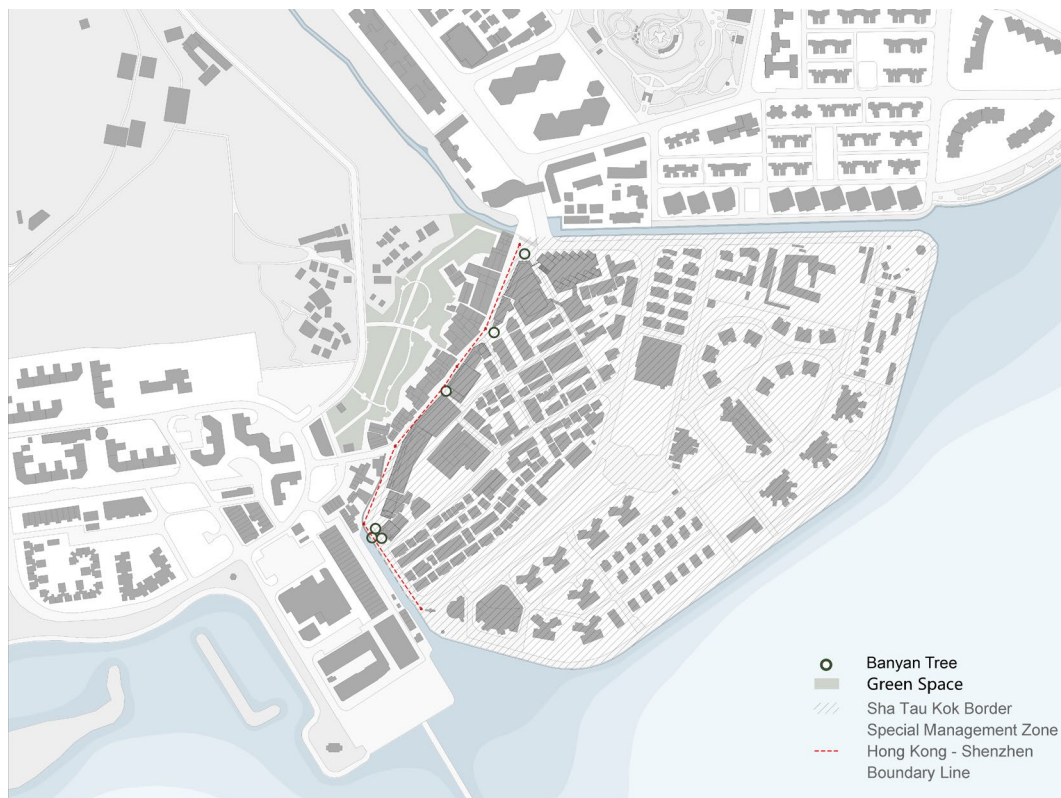 Banyan Tree
Green Space
Sha Tau Kok Border
Special Management Zone
Hong Kong - Shenzhen
Boundary Line